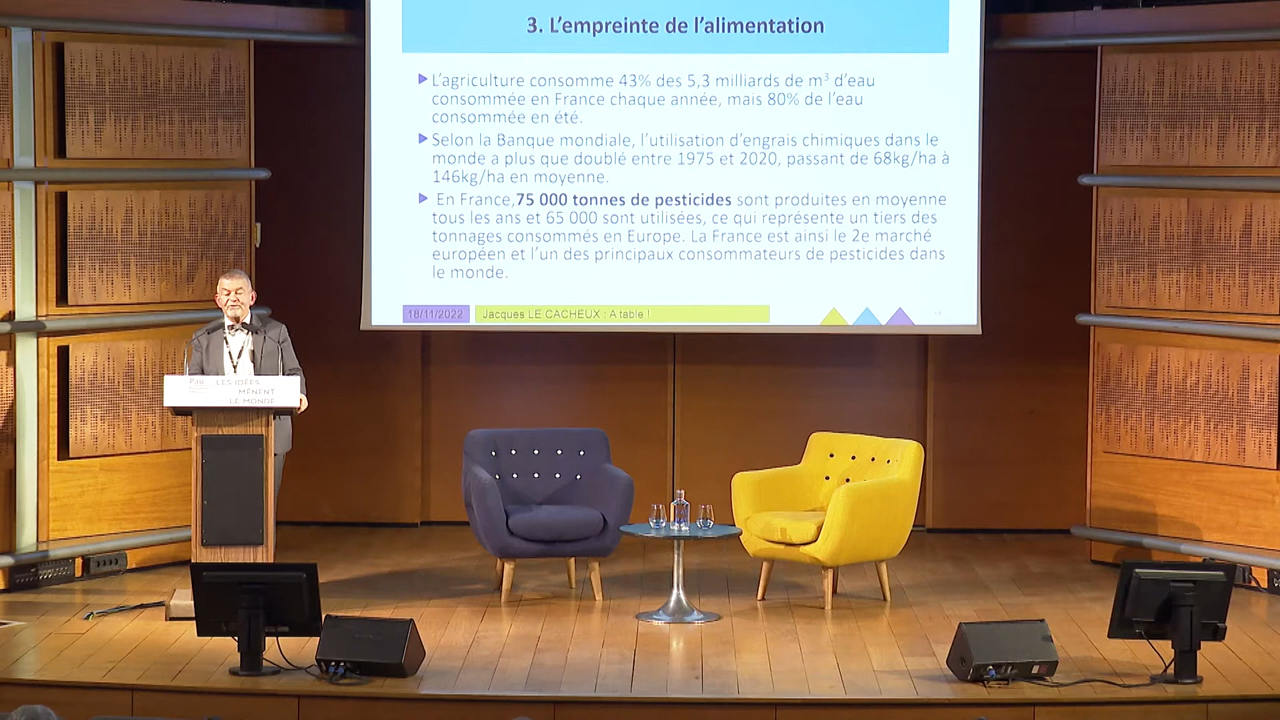 3. L’empreinte de l’alimentation
L’agriculture consomme 43% des 5,3 milliards de m³ d’eau
consommée en France chaque année, mais 80% de l’eau
consommée en été.
Selon la Banque mondiale, l’utilisation d’engrais chimiques dans le
monde a plus que doublé entre 1975 et 2020, passant de 68kg/ha à
146kg/ha en moyenne.
En France,75 000 tonnes de pesticides sont produites en moyenne
tous les ans et 65 000 sont utilisées, ce qui représente un tiers des
tonnages consommés en Europe. La France est ainsi le 2e marché
européen et l’un des principaux consommateurs de pesticides dans
le monde.
18/11/2022
Jacques LE CACHEUX : A table !
Pau
LES IDÉES
MÈNENT
LE MONDE